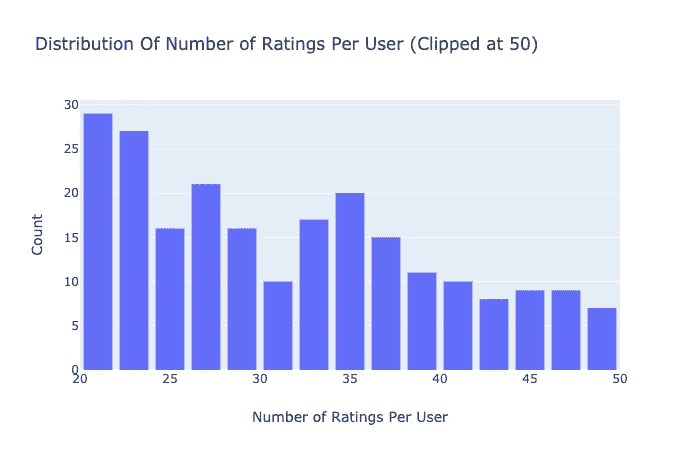 Distribution Of Number of Ratings Per User (Clipped at 50)
30
25
20
15
10
5
0
Count
20 25 30 35 40 45 50
Number of Ratings Per User